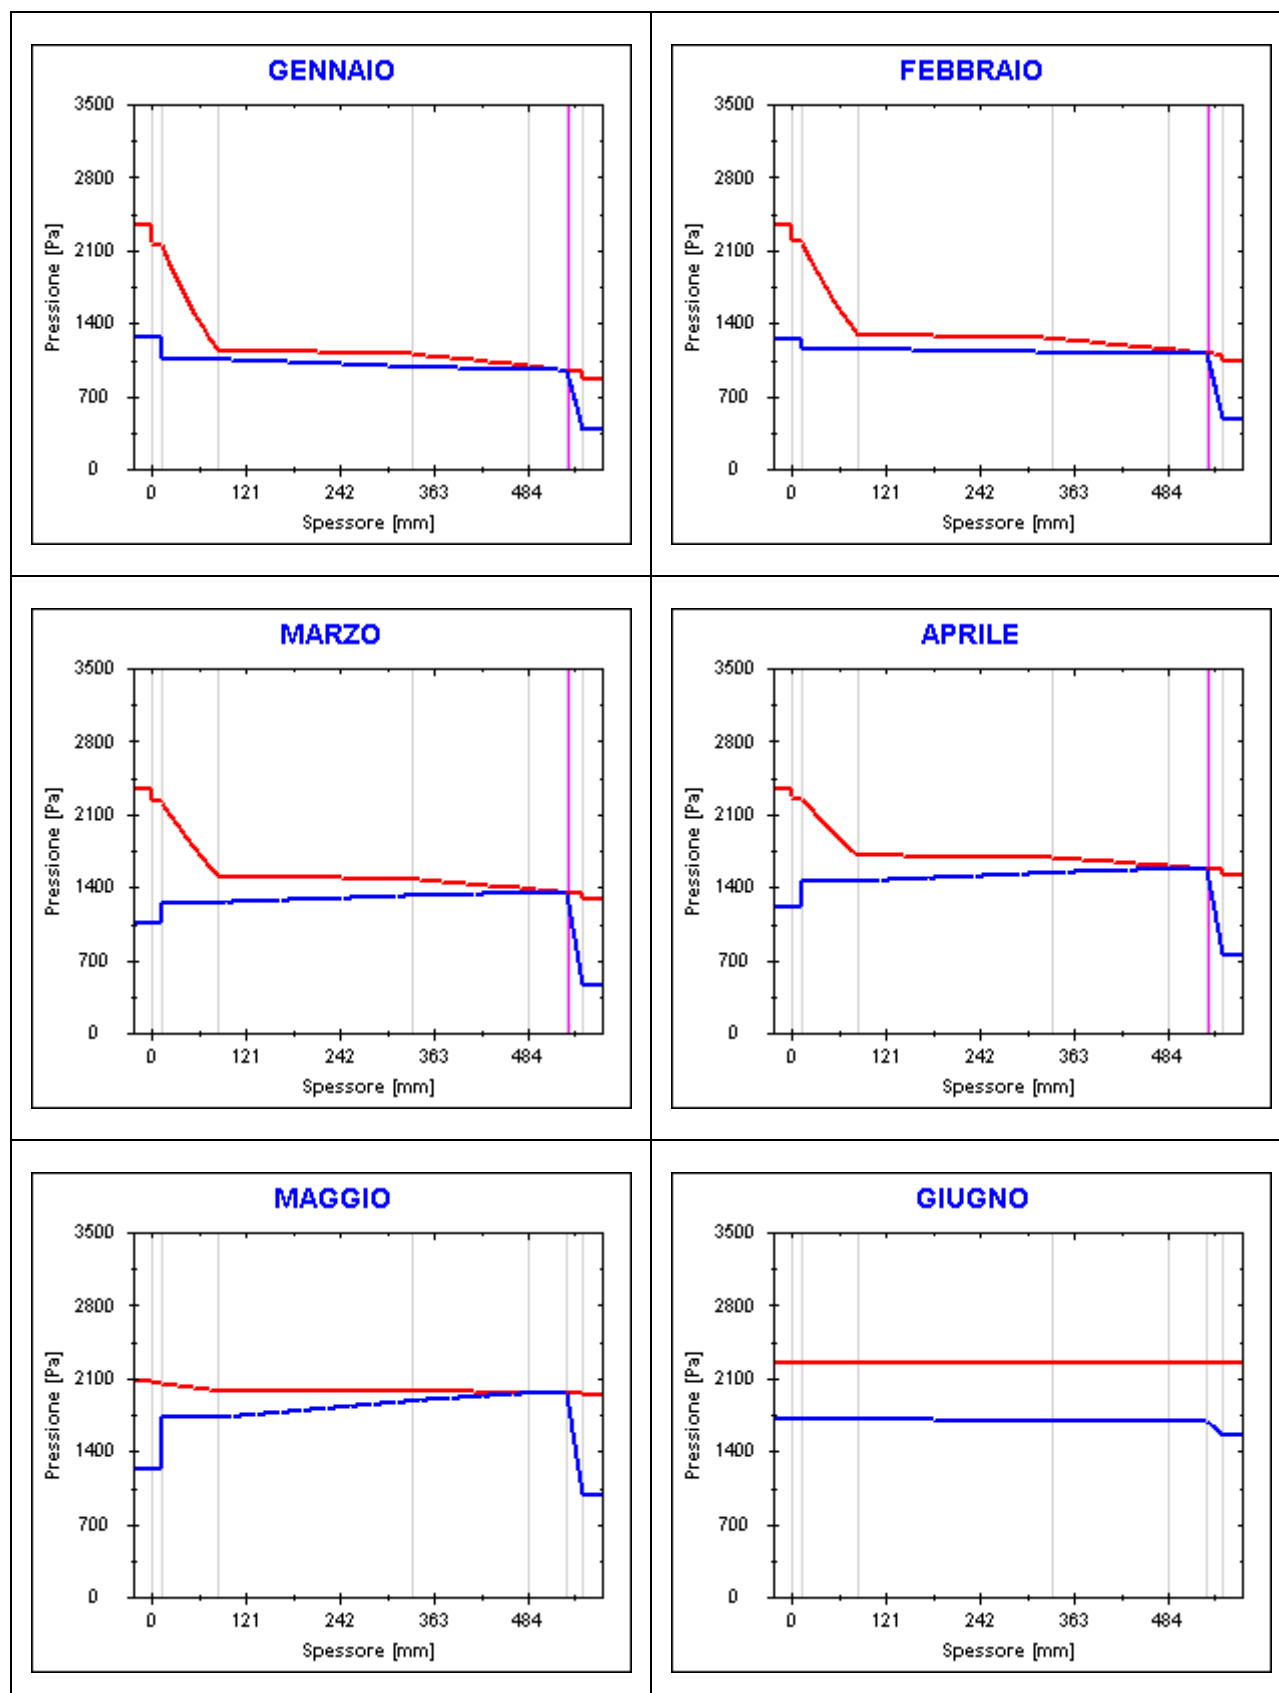 GENNAIO
3500
2800
2100
1400
700
0
Pressione [Pa]
0 121 242 363 484
Spessore [mm]
FEBBRAIO
3500
2800
2100
1400
700
0
Pressione [Pa]
0 121 242 363 484
Spessore [mm]
MARZO
3500
2800
2100
1400
700
0
Pressione [Pa]
0 121 242 363 484
Spessore [mm]
APRILE
3500
2800
2100
1400
700
0
Pressione [Pa]
0 121 242 363 484
Spessore [mm]
MAGGIO
3500
2800
2100
1400
700
0
Pressione [Pa]
0 121 242 363 484
Spessore [mm]
GIUGNO
3500
2800
2100
1400
700
0
Pressione [Pa]
0 121 242 363 484
Spessore [mm]